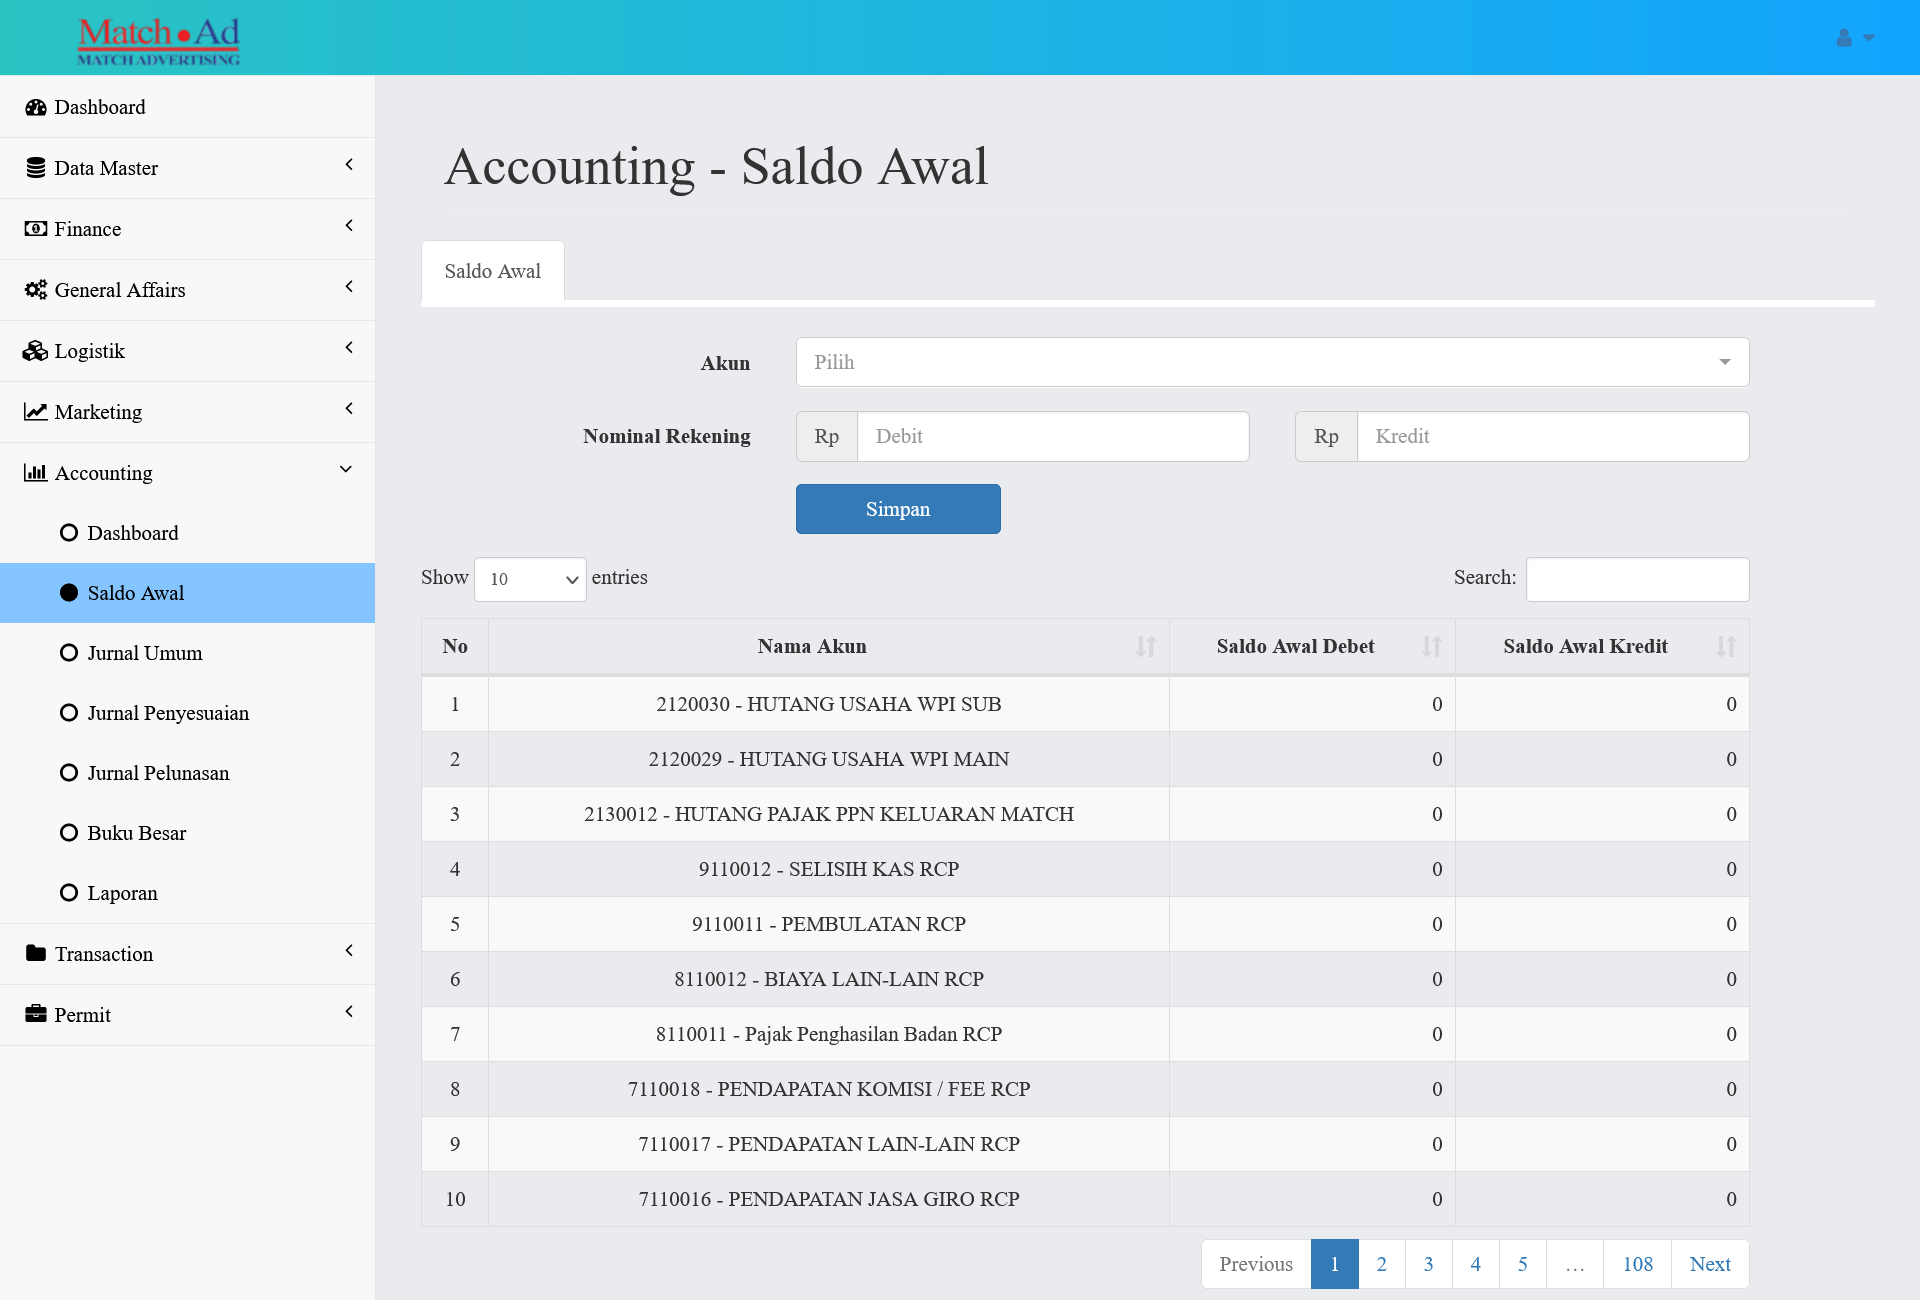 Match Ad
MATCH ADVERTISING
Dashboard
Data Master
Finance
General Affairs
Logistik
Marketing
Accounting
Dashboard
Saldo Awal
Jurnal Umum
Jurnal Penyesuaian
Jurnal Pelunasan
Buku Besar
Laporan
Transaction
Permit
Accounting - Saldo Awal
Saldo Awal
Akun Pilih
Nominal Rekening Rp Debit Rp Kredit
Simpan
Show 10 entries Search:
No Nama Akun Saldo Awal Debet Saldo Awal Kredit
1 2120030 - HUTANG USAHA WPI SUB 0 0
2 2120029 - HUTANG USAHA WPI MAIN 0 0
3 2130012 - HUTANG PAJAK PPN KELUARAN MATCH 0 0
4 9110012 - SELISIH KAS RCP 0 0
5 9110011 - PEMBULATAN RCP 0 0
6 8110012 - BIAYA LAIN-LAIN RCP 0 0
7 8110011 - Pajak Penghasilan Badan RCP 0 0
8 7110018 - PENDAPATAN KOMISI / FEE RCP 0 0
9 7110017 - PENDAPATAN LAIN-LAIN RCP 0 0
10 7110016 - PENDAPATAN JASA GIRO RCP 0 0
Previous 1 2 3 4 5 … 108 Next